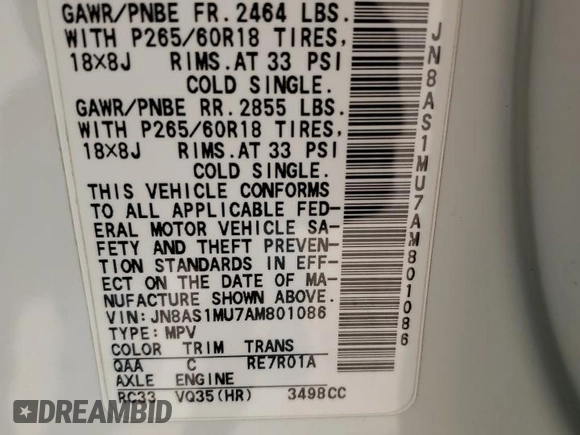 GAWR/PNBE FR. 2464 LBS.
WITH P265/60R18 TIRES,
18×8J RIMS. AT 33 PSI
COLD SINGLE.
GAWR/PNBE RR. 2855 LBS.
WITH P265/60R18 TIRES,
18×8J RIMS. AT 33 PSI
COLD SINGLE.
THIS VEHICLE CONFORMS
TO ALL APPLICABLE FED-
ERAL MOTOR VEHICLE SA-
FETY AND THEFT PREVEN-
TION STANDARDS IN EFF-
ECT ON THE DATE OF MA-
NUFACTURE SHOWN ABOVE.
VIN: JN8AS1MU7AM801086
TYPE: MPV
COLOR TRIM TRANS
QAA C RE7R01A
AXLE ENGINE
RC33 VQ35(HR) 3498CC
JN8AS1MU7AM801086
DREAMBID